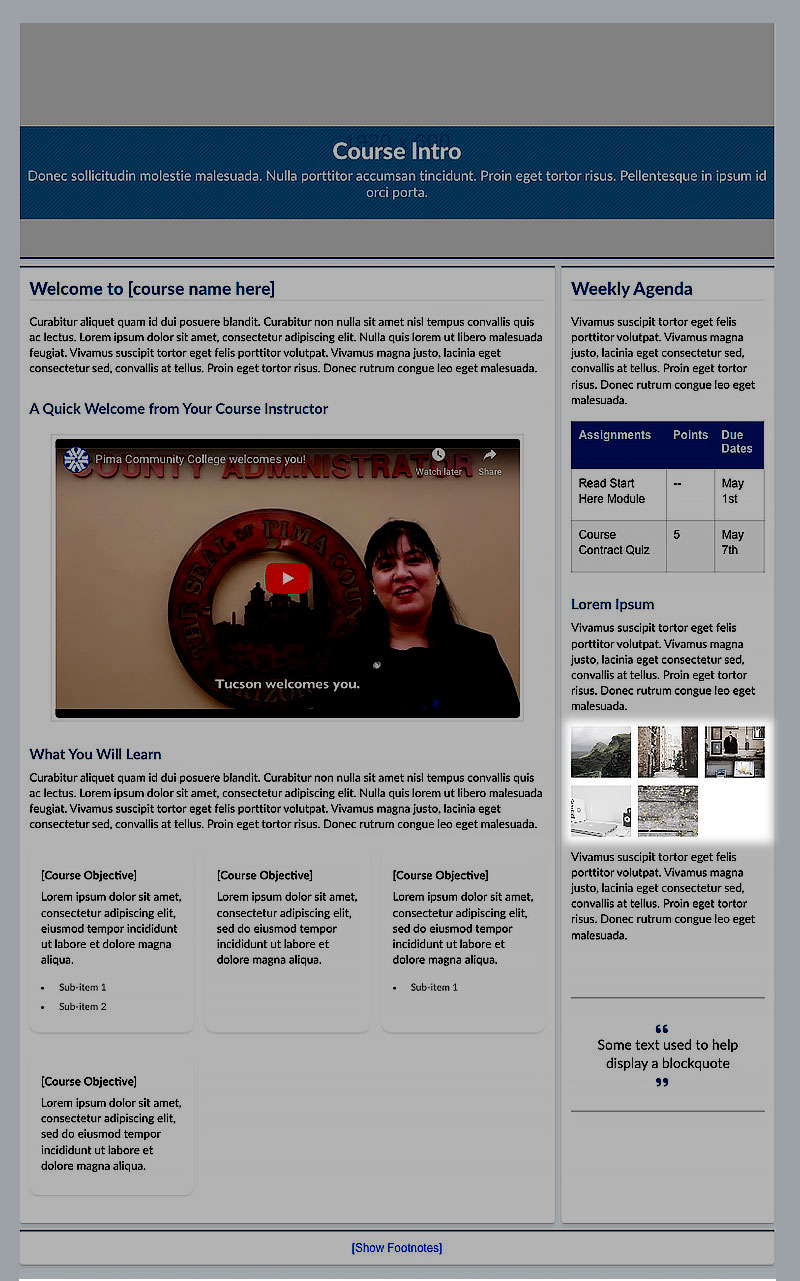 Course Intro
Donec sollicitudin molestie malesuada. Nulla porttitor accumsan tincidunt. Proin eget tortor risus. Pellentesque in ipsum id
orci porta.
Welcome to [course name here]
Curabitur aliquet quam id dui posuere blandit. Curabitur non nulla sit amet nisl tempus convallis quis
ac lectus. Lorem ipsum dolor sit amet, consectetur adipiscing elit. Nulla quis lorem ut libero malesuada
feugiat. Vivamus suscipit tortor eget felis porttitor volutpat. Vivamus magna justo, lacinia eget
consectetur sed, convallis at tellus. Proin eget tortor risus. Donec rutrum congue leo eget malesuada.
A Quick Welcome from Your Course Instructor
COUNTY ADMINISTRATOR
Pima Community College welcomes you!
Watch later
Share
THE SEAL OF PIMA COUN
Tucson welcomes you.
What You Will Learn
Curabitur aliquet quam id dui posuere blandit. Curabitur non nulla sit amet nisl tempus convallis quis
ac lectus. Lorem ipsum dolor sit amet, consectetur adipiscing elit. Nulla quis lorem ut libero malesuada
feugiat. Vivamus suscipit tortor eget felis porttitor volutpat. Vivamus magna justo, lacinia eget
consectetur sed, convallis at tellus. Proin eget tortor risus. Donec rutrum congue leo eget malesuada.
[Course Objective]
Lorem ipsum dolor sit amet,
consectetur adipiscing elit,
eiusmod tempor incididunt
ut labore et dolore magna
aliqua.
• Sub-item 1
• Sub-item 2
[Course Objective]
Lorem ipsum dolor sit amet,
consectetur adipiscing elit,
sed do eiusmod tempor
incididunt ut labore et
dolore magna aliqua.
[Course Objective]
Lorem ipsum dolor sit amet,
consectetur adipiscing elit,
sed do eiusmod tempor
incididunt ut labore et
dolore magna aliqua.
• Sub-item 1
[Course Objective]
Lorem ipsum dolor sit amet,
consectetur adipiscing elit,
sed do eiusmod tempor
incididunt ut labore et
dolore magna aliqua.
Weekly Agenda
Vivamus suscipit tortor eget felis
porttitor volutpat. Vivamus magna
justo, lacinia eget consectetur sed,
convallis at tellus. Proin eget tortor
risus. Donec rutrum congue leo eget
malesuada.
Assignments Points Due
Dates
Read Start -- May
Here Module 1st
Course 5 May
Contract Quiz 7th
Lorem Ipsum
Vivamus suscipit tortor eget felis
porttitor volutpat. Vivamus magna
justo, lacinia eget consectetur sed,
convallis at tellus. Proin eget tortor
risus. Donec rutrum congue leo eget
malesuada.
Vivamus suscipit tortor eget felis
porttitor volutpat. Vivamus magna
justo, lacinia eget consectetur sed,
convallis at tellus. Proin eget tortor
risus. Donec rutrum congue leo eget
malesuada.
“
Some text used to help
display a blockquote
”
[Show Footnotes]